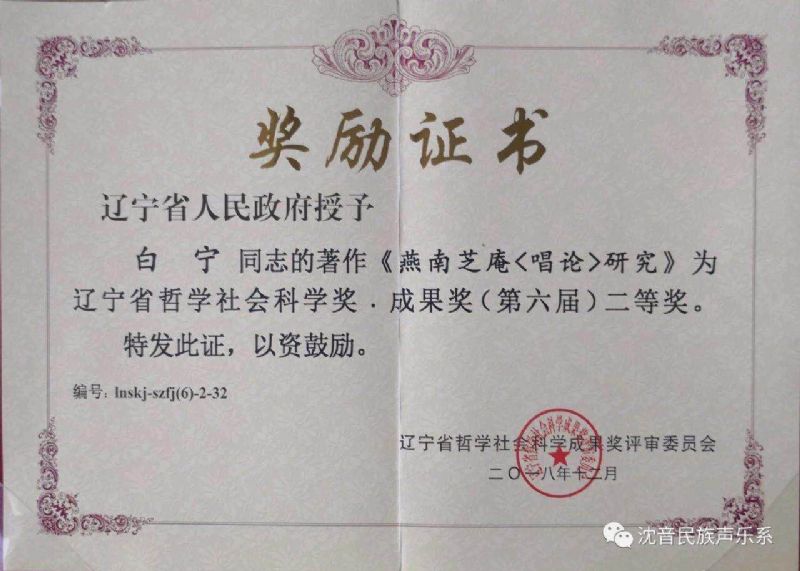 奖励证书
辽宁省人民政府授予
白 宁 同志的著作《燕南芝庵<唱论>研究》为
辽宁省哲学社会科学奖·成果奖(第六届)二等奖。
特发此证,以资鼓励。
编号:lnskj-szfj(6)-2-32
辽宁省哲学社会科学成果奖评审委员会
二〇一八年十二月
沈音民族声乐系